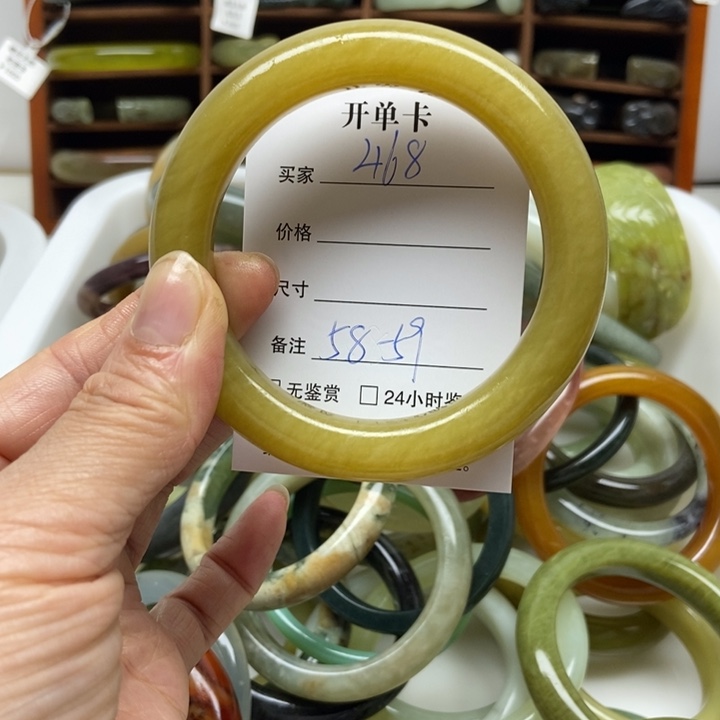 开单卡
买家 468
价格
尺寸
备注 58-59
无鉴赏 □ 24小时鉴